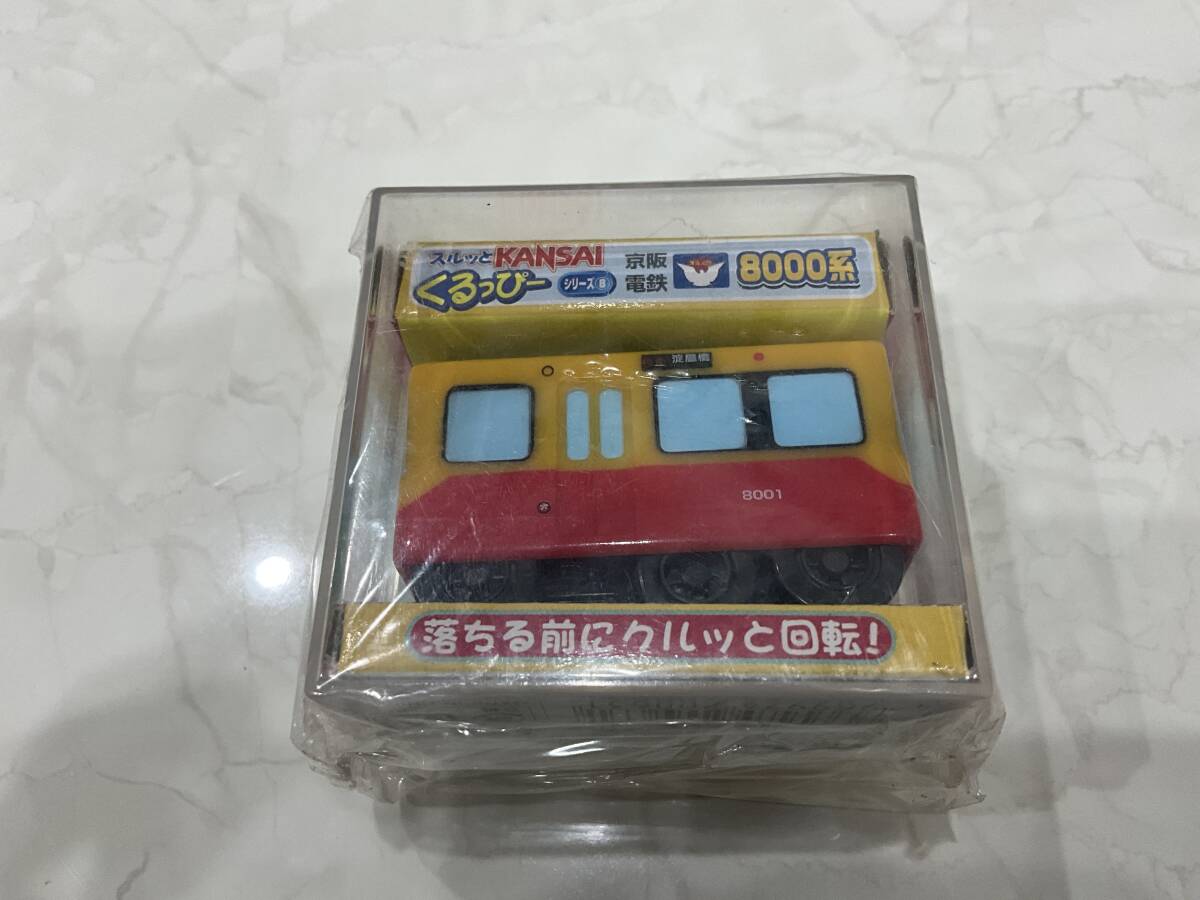 スルッとKANSAI
くるっぴー シリーズ⑧
京阪
電鉄
8000系
淀屋橋
8001
落ちる前にクルッと回転!